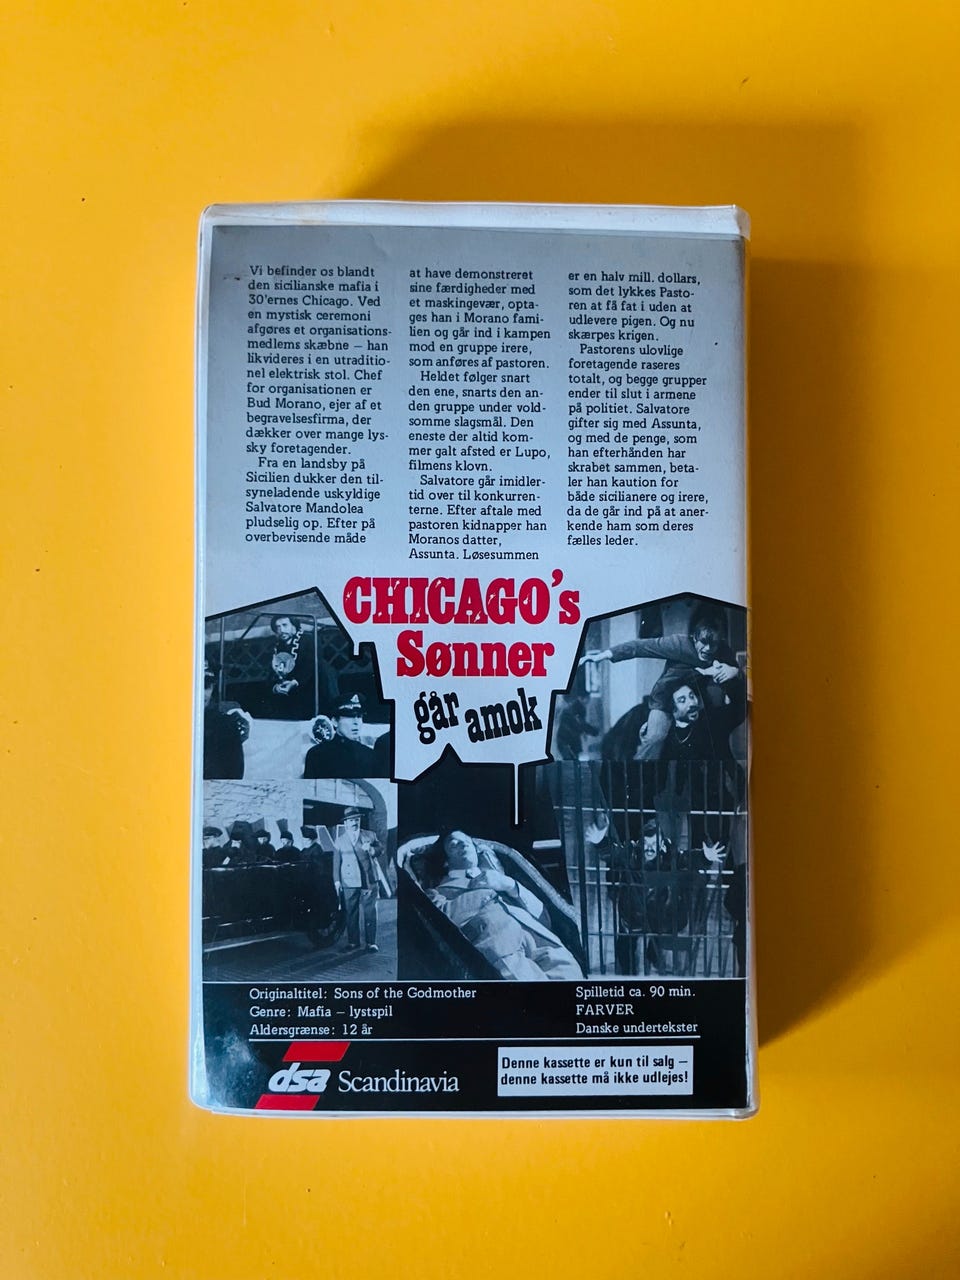 Vi befinder os blandt
den sicilianske mafia i
30'ernes Chicago. Ved
en mystisk ceremoni
afgøres et organisations-
medlems skæbne — han
likvideres i en utraditio-
nel elektrisk stol. Chef
for organisationen er
Bud Morano, ejer af et
begravelsesfirma, der
dækker over mange lys-
sky foretagender.
Fra en landsby på
Sicilien dukker den til-
syneladende uskyldige
Salvatore Mandolea
pludselig op. Efter på
overbevisende måde
at have demonstreret
sine færdigheder med
et maskingevær, opta-
ges han i Morano fami-
lien og går ind i kampen
mod en gruppe irere,
som anføres af pastoren.
Heldet følger snart
den ene, snarts den an-
den gruppe under vold-
somme slagsmål. Den
eneste der altid kom-
mer galt afsted er Lupo,
filmens klovn.
Salvatore går imidler-
tid over til konkurren-
terne. Efter aftale med
pastoren kidnapper han
Moranos datter,
Assunta. Løsesummen
er en halv mill. dollars,
som det lykkes Pasto-
ren at få fat i uden at
udlevere pigen. Og nu
skærpes krigen.
Pastorens ulovlige
foretagende raseres
totalt, og begge grupper
ender til slut i armene
på politiet. Salvatore
gifter sig med Assunta,
og med de penge, som
han efterhånden har
skrabet sammen, beta-
ler han kaution for
både sicilianere og irere,
da de går ind på at aner-
kende ham som deres
fælles leder.
CHICAGO's
Sønner
går amok
Originaltitel: Sons of the Godmother
Genre: Mafia — lystspil
Aldersgrænse: 12 år
Spilletid ca. 90 min.
FARVER
Danske undertekster
dsa Scandinavia
Denne kassette er kun til salg —
denne kassette må ikke udlejes!